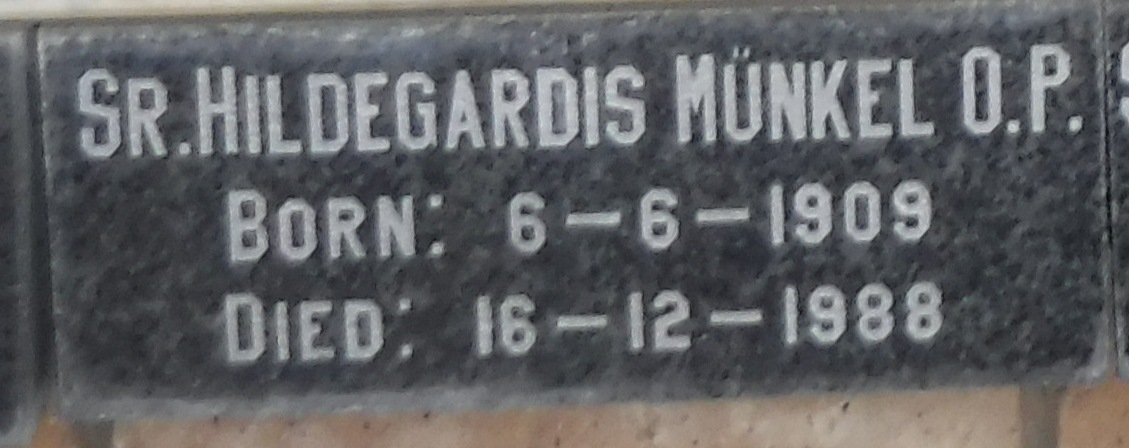 SR. HILDEGARDIS MÜNKEL O.P.
BORN: 6-6-1909
DIED: 16-12-1988